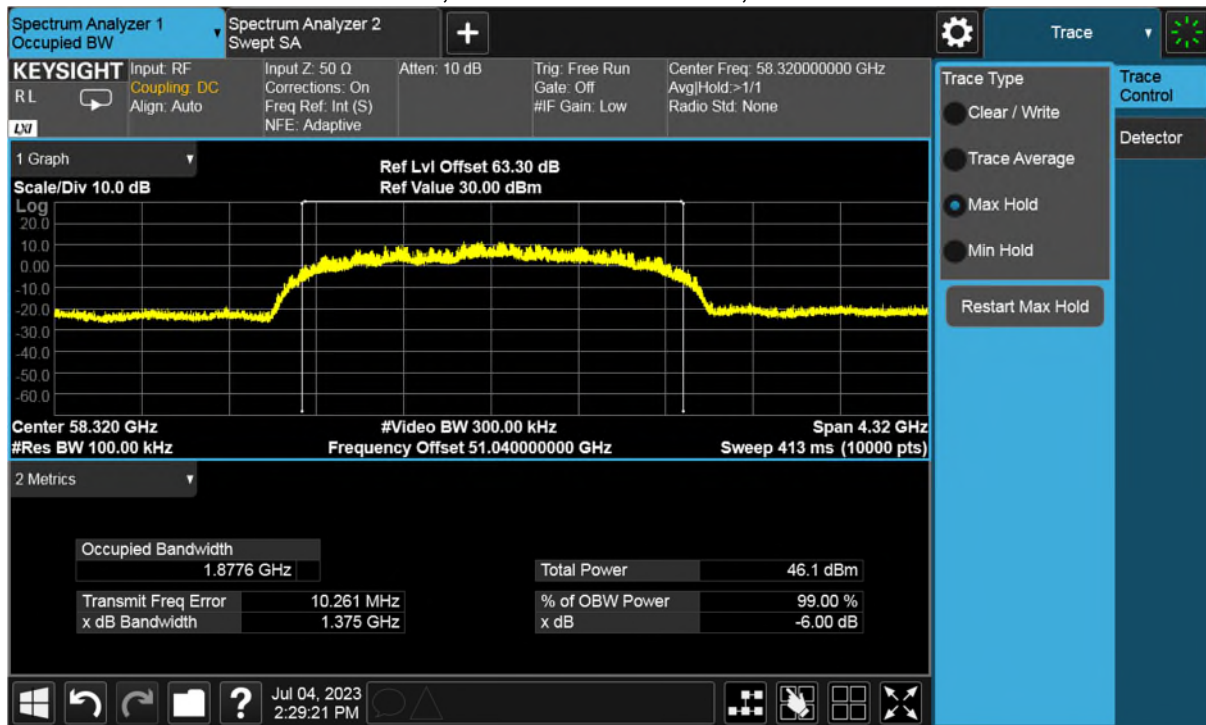 Spectrum Analyzer 1
Occupied BW
Spectrum Analyzer 2
Swept SA
+
Trace
KEYSIGHT
RL
LXI
Input: RF
Coupling: DC
Align: Auto
Input Z: 50 Ω
Corrections: On
Freq Ref: Int (S)
NFE: Adaptive
Atten: 10 dB
Trig: Free Run
Gate: Off
#IF Gain: Low
Center Freq: 58.320000000 GHz
Avg|Hold:>1/1
Radio Std: None
Trace Type
Clear / Write
Trace Average
Max Hold
Min Hold
Restart Max Hold
Trace
Control
Detector
1 Graph
Scale/Div 10.0 dB
Ref Lvl Offset 63.30 dB
Ref Value 30.00 dBm
Log
20.0
10.0
0.00
-10.0
-20.0
-30.0
-40.0
-50.0
-60.0
Center 58.320 GHz
#Video BW 300.00 kHz
Span 4.32 GHz
#Res BW 100.00 kHz
Frequency Offset 51.040000000 GHz
Sweep 413 ms (10000 pts)
2 Metrics
Occupied Bandwidth
1.8776 GHz
Total Power 46.1 dBm
Transmit Freq Error 10.261 MHz
% of OBW Power 99.00 %
x dB Bandwidth 1.375 GHz
x dB -6.00 dB
?
Jul 04, 2023
2:29:21 PM